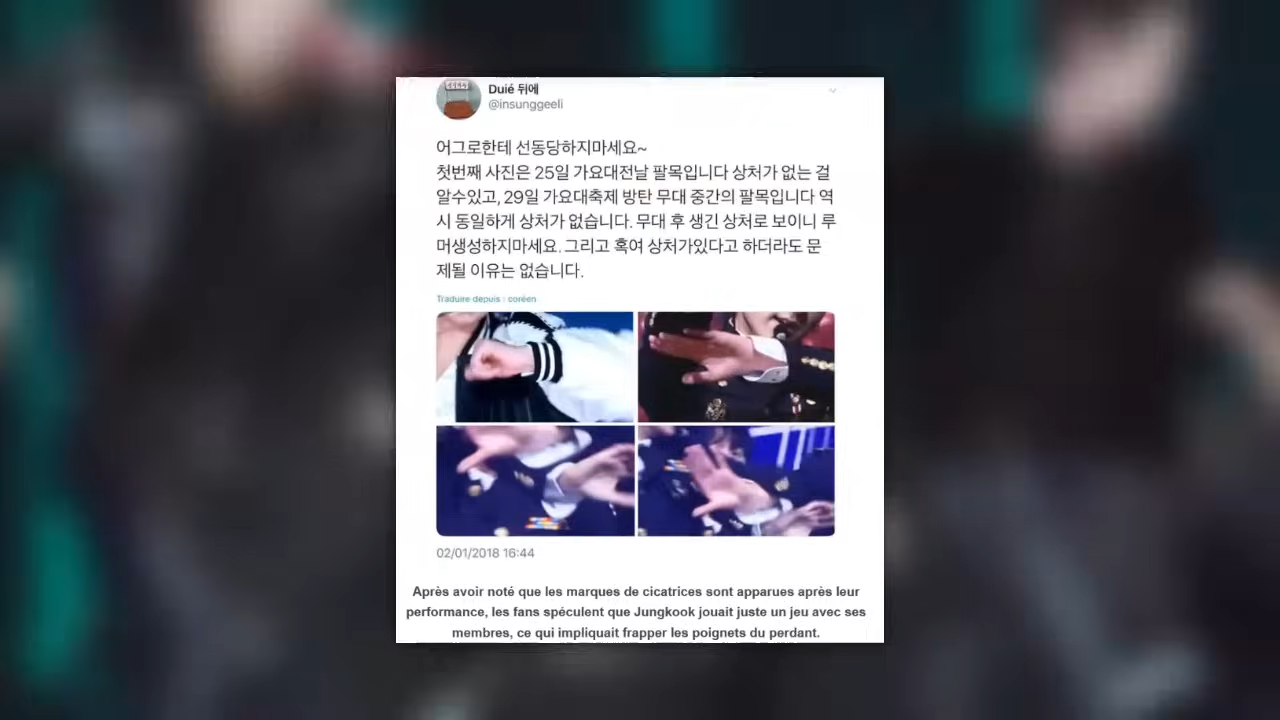 Duié 뒤에
@insunggeeli
어그로한테 선동당하지마세요~
첫번째 사진은 25일 가요대전날 팔목입니다 상처가 없는 걸
알수있고, 29일 가요대축제 방탄 무대 중간의 팔목입니다 역
시 동일하게 상처가 없습니다. 무대 후 생긴 상처로 보이니 루
머생성하지마세요. 그리고 혹여 상처가있다고 하더라도 문
제될 이유는 없습니다.
Traduire depuis : coréen
02/01/2018 16:44
Après avoir noté que les marques de cicatrices sont apparues après leur
performance, les fans spéculent que Jungkook jouait juste un jeu avec ses
membres, ce qui impliquait frapper les poignets du perdant.